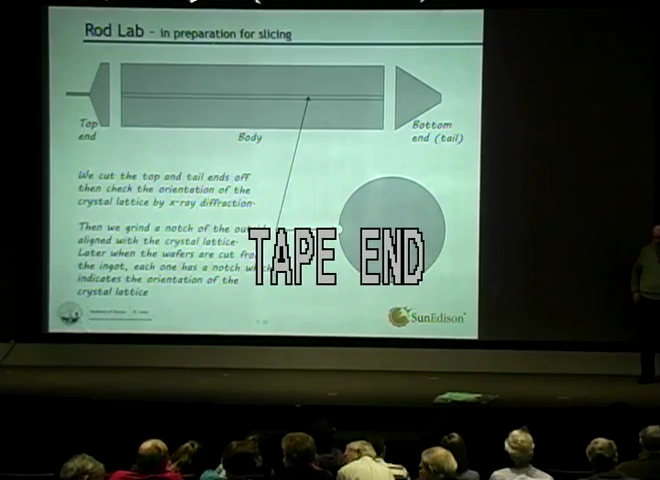 Rod Lab - in preparation for slicing
Top
end
Body
Bottom
end (tail)
We cut the top and tail ends off
then check the orientation of the
crystal lattice by x-ray diffraction.
Then we grind a notch of the
aligned with the crystal lattice.
Later when the wafers are cut
the ingot, each one has a notch
indicates the orientation of the
crystal lattice
TAPE END
SunEdison